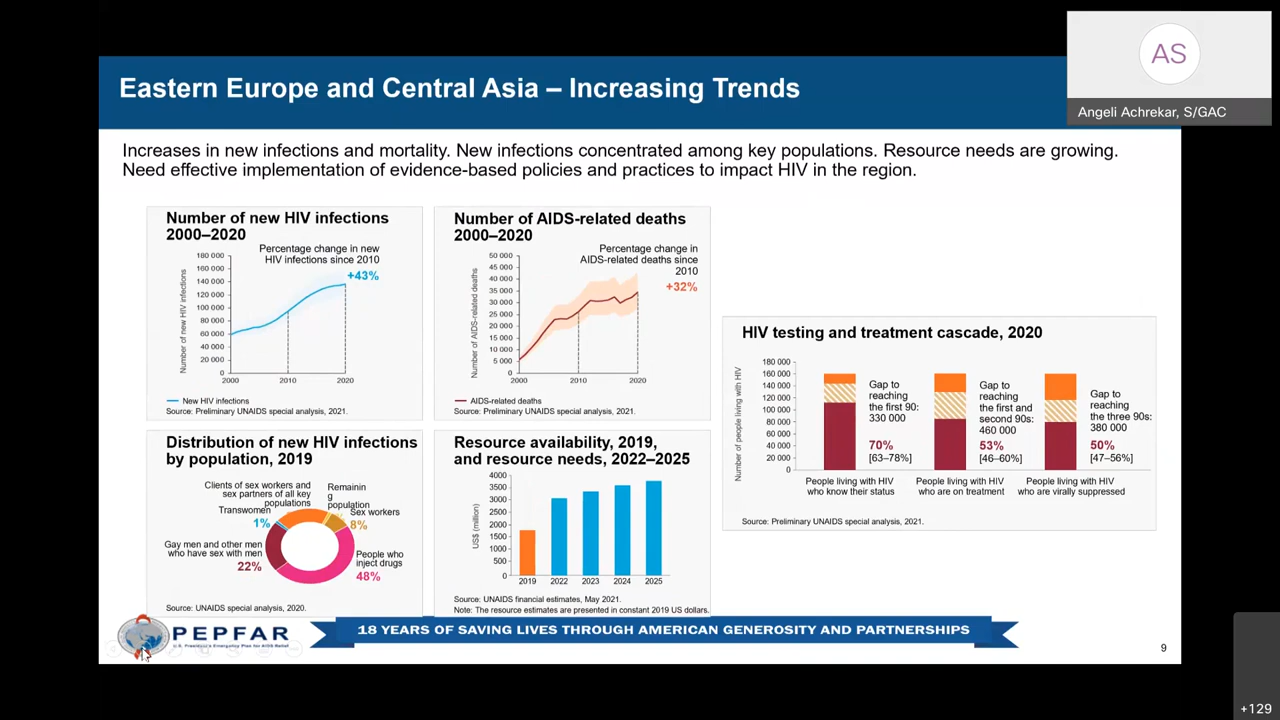 AS
Angeli Achrekar, S/GAC
Eastern Europe and Central Asia – Increasing Trends
Increases in new infections and mortality. New infections concentrated among key populations. Resource needs are growing.
Need effective implementation of evidence-based policies and practices to impact HIV in the region.
Number of new HIV infections
2000–2020
Percentage change in new
HIV infections since 2010
+43%
Number of new HIV infections
180 000
160 000
140 000
120 000
100 000
80 000
60 000
40 000
20 000
0
2000
2010
2020
New HIV infections
Source: Preliminary UNAIDS special analysis, 2021.
Number of AIDS-related deaths
2000–2020
Percentage change in
AIDS-related deaths since
2010
+32%
Number of AIDS-related deaths
50 000
45 000
40 000
35 000
30 000
25 000
20 000
15 000
10 000
5 000
0
2000
2010
2020
AIDS-related deaths
Source: Preliminary UNAIDS special analysis, 2021.
HIV testing and treatment cascade, 2020
Number of people living with HIV
180 000
160 000
140 000
120 000
100 000
80 000
60 000
40 000
20 000
0
Gap to
reaching
the first 90:
330 000
70%
[63–78%]
Gap to
reaching
the first and
second 90s:
460 000
53%
[46–60%]
Gap to
reaching
the three 90s:
380 000
50%
[47–56%]
People living with HIV
who know their status
People living with HIV
who are on treatment
People living with HIV
who are virally suppressed
Source: Preliminary UNAIDS special analysis, 2021.
Distribution of new HIV infections
by population, 2019
Clients of sex workers and
sex partners of all key
populations
Remainin
g
population
Transwomen
1%
Sex workers
8%
Gay men and other men
who have sex with men
22%
People who
inject drugs
48%
Source: UNAIDS special analysis, 2020.
Resource availability, 2019,
and resource needs, 2022–2025
US$ (million)
4000
3500
3000
2500
2000
1500
1000
500
0
2019
2022
2023
2024
2025
Source: UNAIDS financial estimates, May 2021.
Note: The resource estimates are presented in constant 2019 US dollars.
PEPFAR
U.S. President's Emergency Plan for AIDS Relief
18 YEARS OF SAVING LIVES THROUGH AMERICAN GENEROSITY AND PARTNERSHIPS
9
+129